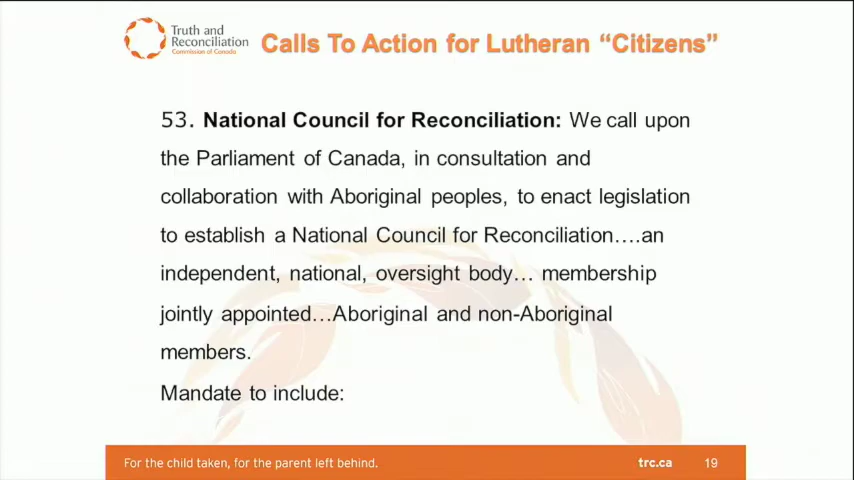 Truth and
Reconciliation
Commission of Canada
Calls To Action for Lutheran “Citizens”
53. National Council for Reconciliation: We call upon
the Parliament of Canada, in consultation and
collaboration with Aboriginal peoples, to enact legislation
to establish a National Council for Reconciliation….an
independent, national, oversight body… membership
jointly appointed…Aboriginal and non-Aboriginal
members.
Mandate to include:
For the child taken, for the parent left behind.
trc.ca 19